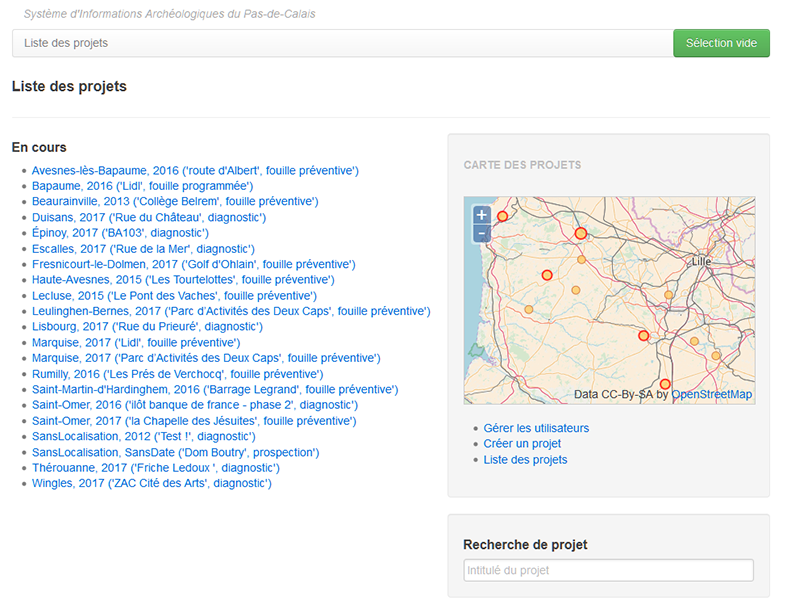 Système d'Informations Archéologiques du Pas-de-Calais
Liste des projets
Sélection vide
Liste des projets
En cours
Avesnes-lès-Bapaume, 2016 ('route d'Albert', fouille préventive')
Bapaume, 2016 ('Lidl', fouille programmée')
Beaurainville, 2013 ('Collège Belrem', fouille préventive')
Duisans, 2017 ('Rue du Château', diagnostic')
Épinoy, 2017 ('BA103', diagnostic')
Escalles, 2017 ('Rue de la Mer', diagnostic')
Fresnicourt-le-Dolmen, 2017 ('Golf d'Ohlain', fouille préventive')
Haute-Avesnes, 2015 ('Les Tourtelottes', fouille préventive')
Lecluse, 2015 ('Le Pont des Vaches', fouille préventive')
Leulinghen-Bernes, 2017 ('Parc d’Activités des Deux Caps', fouille préventive')
Lisbourg, 2017 ('Rue du Prieuré', diagnostic')
Marquise, 2017 ('Lidl', fouille préventive')
Marquise, 2017 ('Parc d’Activités des Deux Caps', fouille préventive')
Rumilly, 2016 ('Les Prés de Verchocq', fouille préventive')
Saint-Martin-d'Hardinghem, 2016 ('Barrage Legrand', fouille préventive')
Saint-Omer, 2016 ('ilôt banque de france - phase 2', diagnostic')
Saint-Omer, 2017 ('la Chapelle des Jésuites', fouille préventive')
SansLocalisation, 2012 ('Test !', diagnostic')
SansLocalisation, SansDate ('Dom Boutry', prospection')
Thérouanne, 2017 ('Friche Ledoux ', diagnostic')
Wingles, 2017 ('ZAC Cité des Arts', diagnostic')
CARTE DES PROJETS
+
−
Lille
Data CC-By-SA by OpenStreetMap
Gérer les utilisateurs
Créer un projet
Liste des projets
Recherche de projet
Intitulé du projet